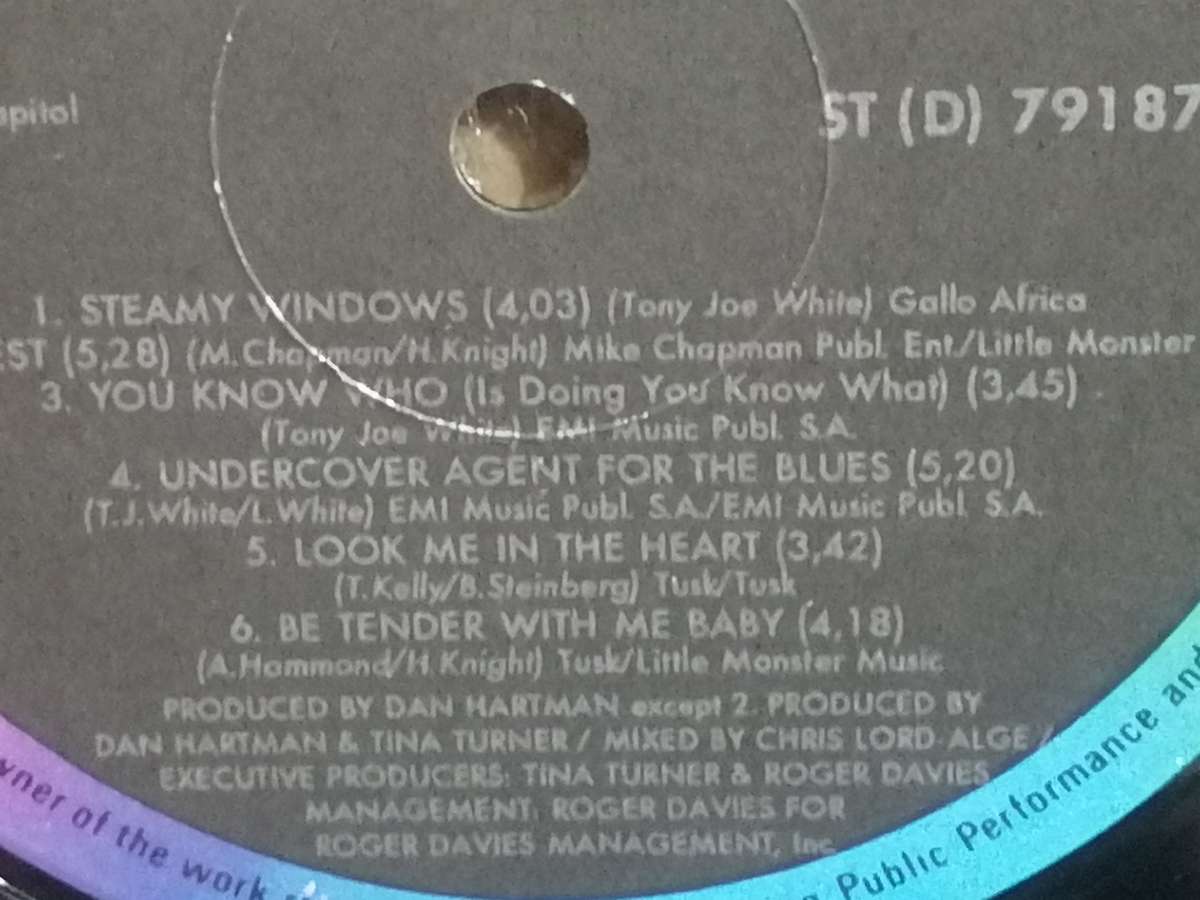 apitol
ST (D) 79187
1. STEAMY WINDOWS (4,03) (Tony Joe White) Gallo Africa
EST (5,28) (M.Chapman/H.Knight) Mike Chapman Publ. Ent./Little Monster
3. YOU KNOW WHO (Is Doing You Know What) (3,45)
(Tony Joe White) EMI Music Publ. S.A.
4. UNDERCOVER AGENT FOR THE BLUES (5,20)
(T.J.White/L.White) EMI Music Publ. S.A./EMI Music Publ. S.A.
5. LOOK ME IN THE HEART (3,42)
(T.Kelly/B.Steinberg) Tusk/Tusk
6. BE TENDER WITH ME BABY (4,18)
(A.Hammond/H.Knight) Tusk/Little Monster Music
PRODUCED BY DAN HARTMAN except 2. PRODUCED BY
DAN HARTMAN & TINA TURNER / MIXED BY CHRIS LORD-ALGE /
EXECUTIVE PRODUCERS: TINA TURNER & ROGER DAVIES
MANAGEMENT: ROGER DAVIES FOR
ROGER DAVIES MANAGEMENT, Inc.
wner of the work
Public Performance and